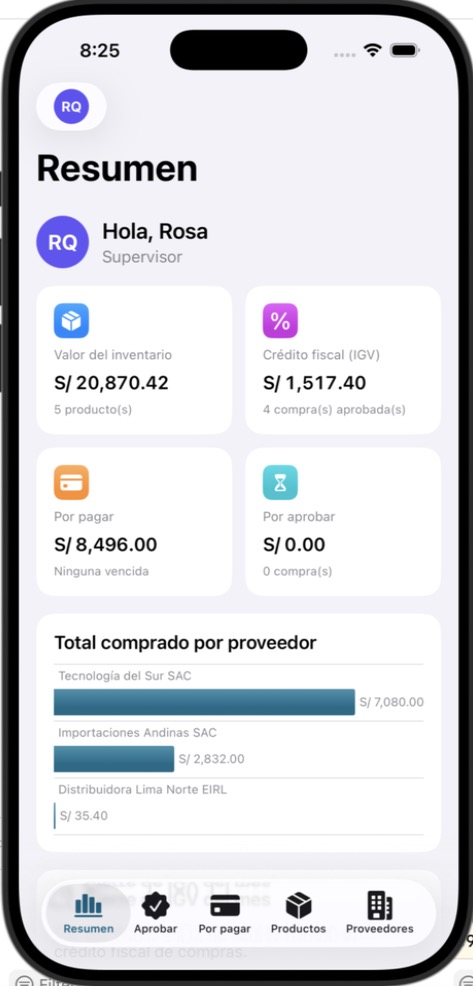 8:25
RQ
Resumen
RQ
Hola, Rosa
Supervisor
Valor del inventario
S/ 20,870.42
5 producto(s)
%
Crédito fiscal (IGV)
S/ 1,517.40
4 compra(s) aprobada(s)
Por pagar
S/ 8,496.00
Ninguna vencida
Por aprobar
S/ 0.00
0 compra(s)
Total comprado por proveedor
Tecnología del Sur SAC
S/ 7,080.00
Importaciones Andinas SAC
S/ 2,832.00
Distribuidora Lima Norte EIRL
S/ 35.40
Resumen
Aprobar
Por pagar
Productos
Proveedores
crédito fiscal de compras.